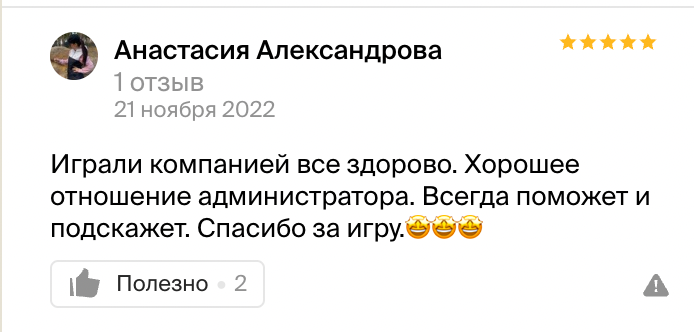 Анастасия Александрова
1 отзыв
21 ноября 2022
Играли компанией все здорово. Хорошее
отношение администратора. Всегда поможет и
подскажет. Спасибо за игру.🤩🤩🤩
Полезно 2